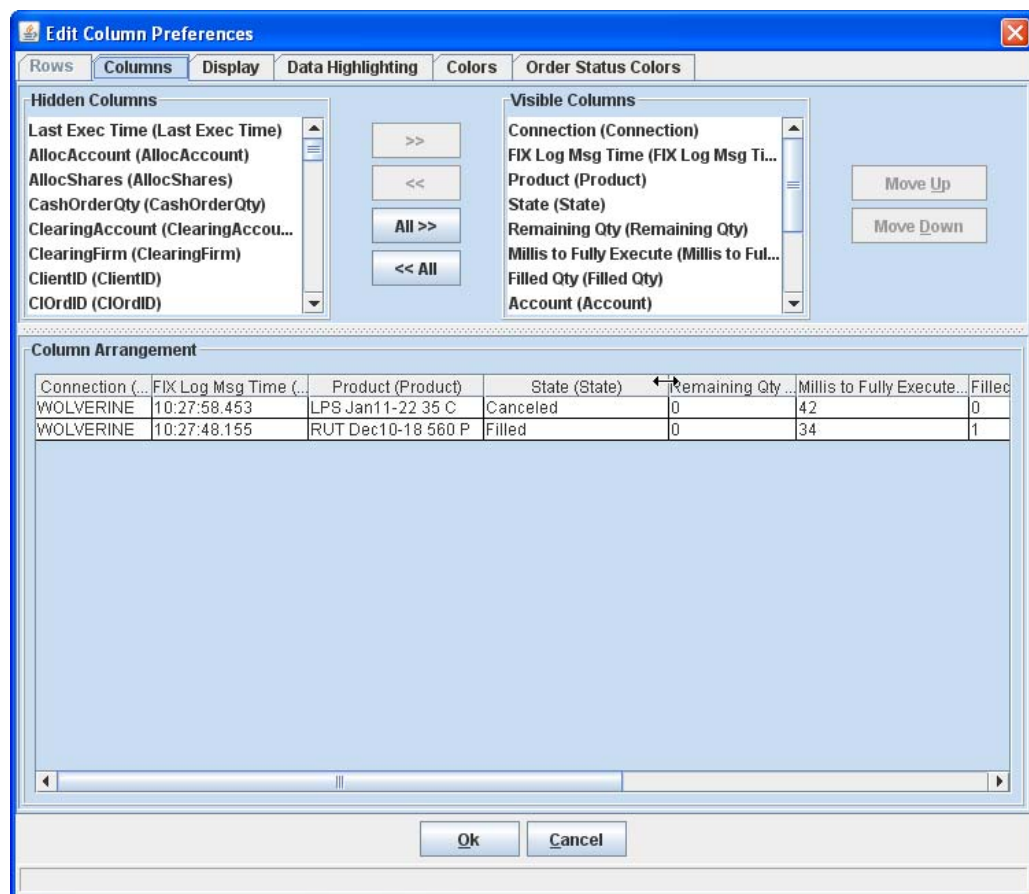 Edit Column Preferences
Rows Columns Display Data Highlighting Colors Order Status Colors
Hidden Columns
Last Exec Time (Last Exec Time)
AllocAccount (AllocAccount)
AllocShares (AllocShares)
CashOrderQty (CashOrderQty)
ClearingAccount (ClearingAccou...
ClearingFirm (ClearingFirm)
ClientID (ClientID)
ClOrdID (ClOrdID)
>>
<<
All >>
<< All
Visible Columns
Connection (Connection)
FIX Log Msg Time (FIX Log Msg Ti...
Product (Product)
State (State)
Remaining Qty (Remaining Qty)
Millis to Fully Execute (Millis to Ful...
Filled Qty (Filled Qty)
Account (Account)
Move Up
Move Down
Column Arrangement
Connection (... FIX Log Msg Time (... Product (Product) State (State) Remaining Qty ... Millis to Fully Execute... Filled
WOLVERINE 10:27:58.453 LPS Jan11-22 35 C Canceled 0 42 0
WOLVERINE 10:27:48.155 RUT Dec10-18 560 P Filled 0 34 1
Ok Cancel